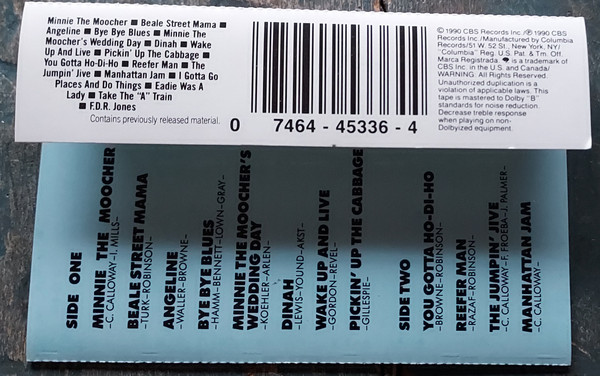 Minnie The Moocher ■ Beale Street Mama ■
Angeline ■ Bye Bye Blues ■ Minnie The
Moocher's Wedding Day ■ Dinah ■ Wake
Up And Live ■ Pickin' Up The Cabbage ■
You Gotta Ho-Di-Ho ■ Reefer Man ■ The
Jumpin' Jive ■ Manhattan Jam ■ I Gotta Go
Places And Do Things ■ Eadie Was A
Lady ■ Take The "A" Train
■ F.D.R. Jones
Contains previously released material.
0 7464-45336-4
© 1990 CBS Records Inc./℗ 1990 CBS
Records Inc./Manufactured by Columbia
Records/51 W. 52 St., New York, NY/
"Columbia" Reg. U.S. Pat. & Tm. Off.
Marca Registrada. is a trademark of
CBS Inc. in the U.S. and Canada/
WARNING: All Rights Reserved.
Unauthorized duplication is a
violation of applicable laws. This
tape is mastered to Dolby "B"
standards for noise reduction.
Decrease treble response
when playing on non-
Dolbyized equipment.
SIDE ONE
MINNIE THE MOOCHER
–C. CALLOWAY–I. MILLS–
BEALE STREET MAMA
–TURK–ROBINSON–
ANGELINE
–WALLER–BROWNE–
BYE BYE BLUES
–HAMM–BENNETT–LOWN–GRAY–
MINNIE THE MOOCHER'S
WEDDING DAY
–KOEHLER–ARLEN–
DINAH
–LEWIS–YOUND–AKST–
WAKE UP AND LIVE
–GORDON–REVEL–
PICKIN' UP THE CABBAGE
–GILLESPIE–
SIDE TWO
YOU GOTTA HO-DI-HO
–BROWNE–ROBINSON–
REEFER MAN
–RAZAF–ROBINSON–
THE JUMPIN' JIVE
–C. CALLOWAY–F. FROEBA–J. PALMER–
MANHATTAN JAM
–C. CALLOWAY–